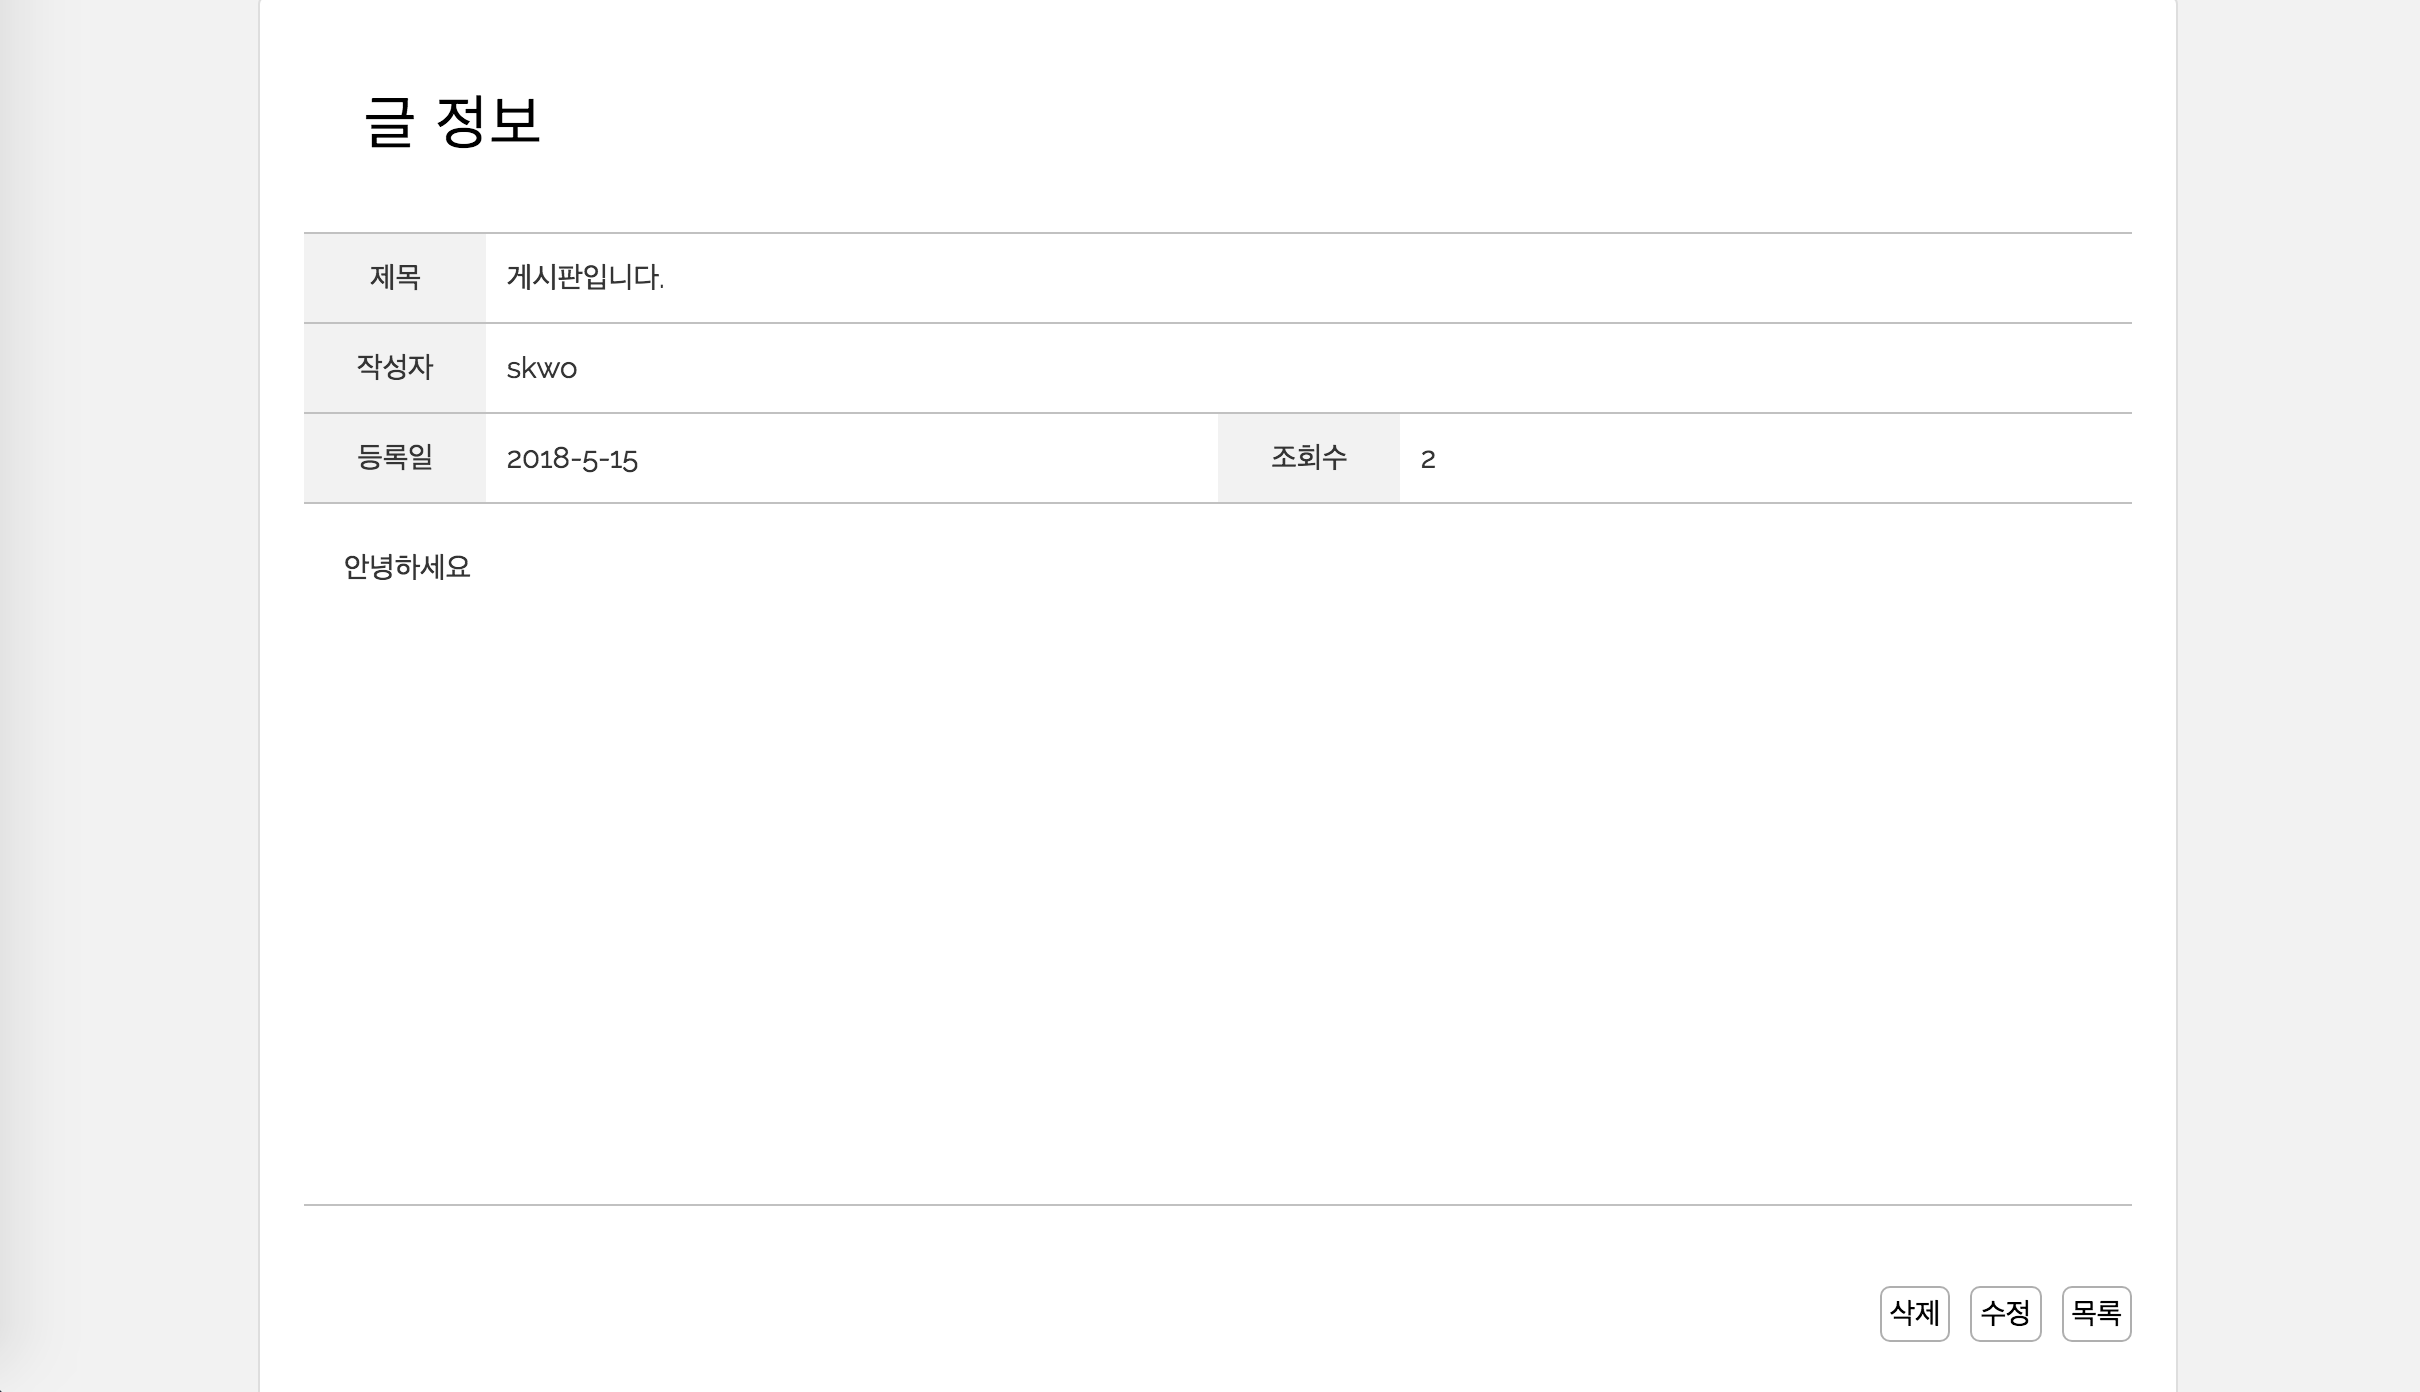 글 정보
제목 게시판입니다.
작성자 skwo
등록일 2018-5-15 조회수 2
안녕하세요
삭제 수정 목록